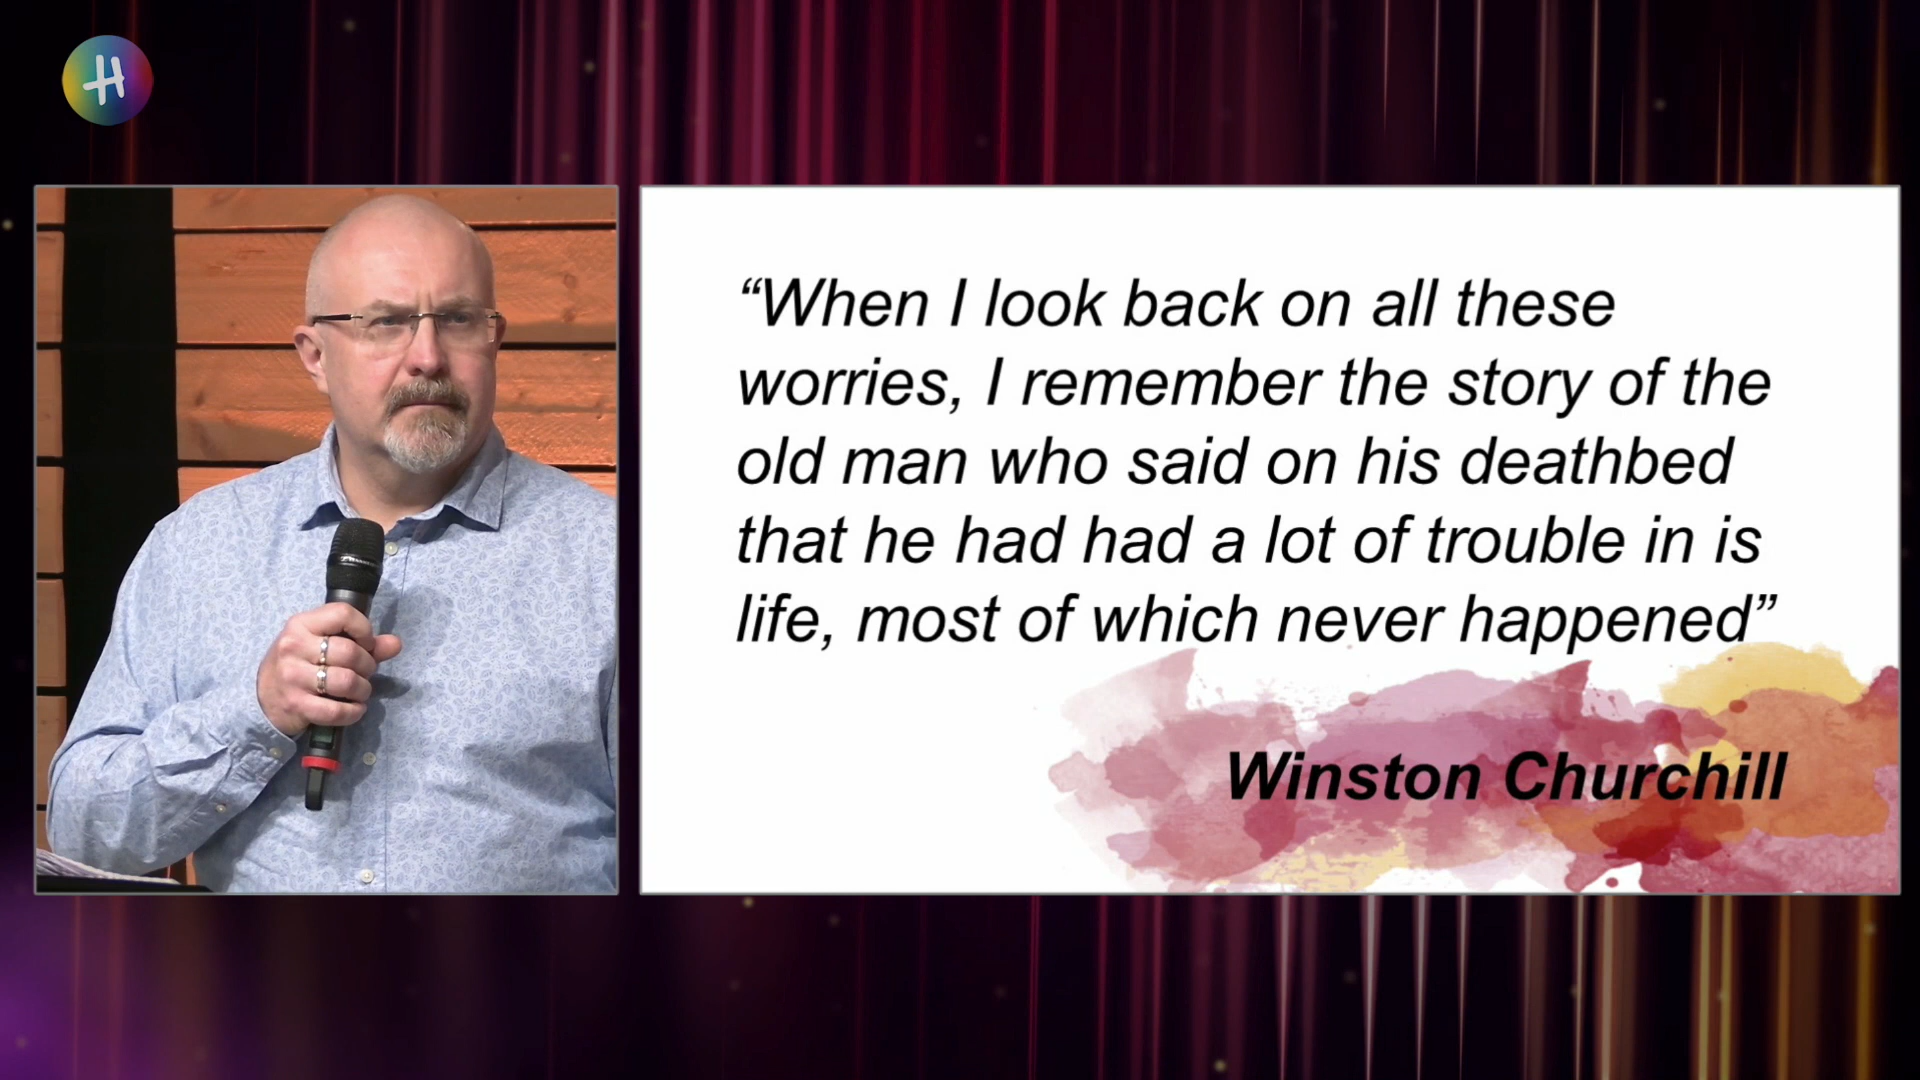 H
“When I look back on all these
worries, I remember the story of the
old man who said on his deathbed
that he had had a lot of trouble in is
life, most of which never happened”
Winston Churchill